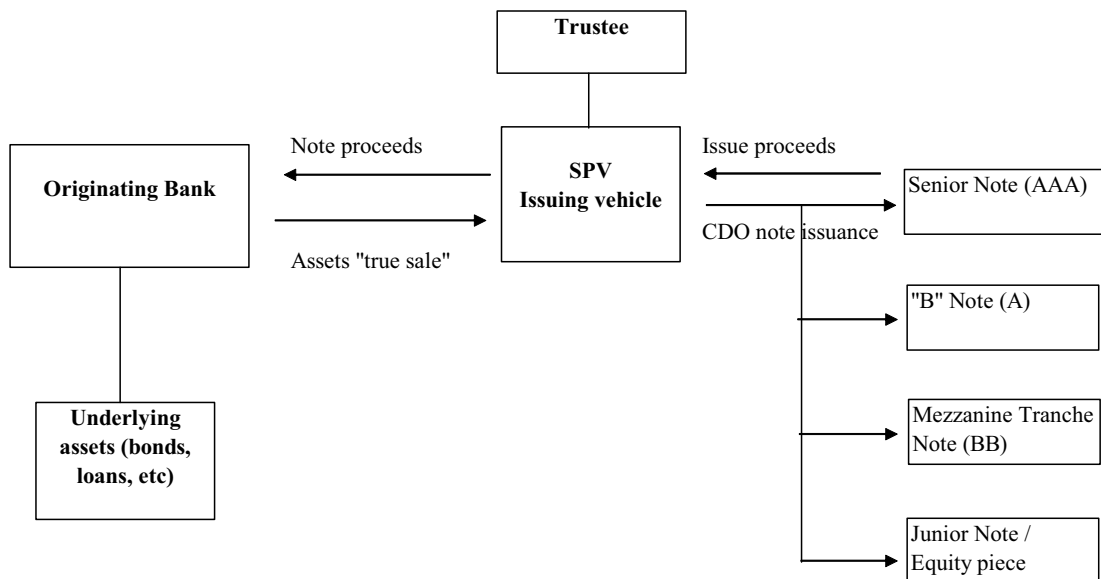 Trustee
Note proceeds
Issue proceeds
Originating Bank
SPV
Issuing vehicle
Senior Note (AAA)
CDO note issuance
Assets "true sale"
"B" Note (A)
Underlying
assets (bonds,
loans, etc)
Mezzanine Tranche
Note (BB)
Junior Note /
Equity piece